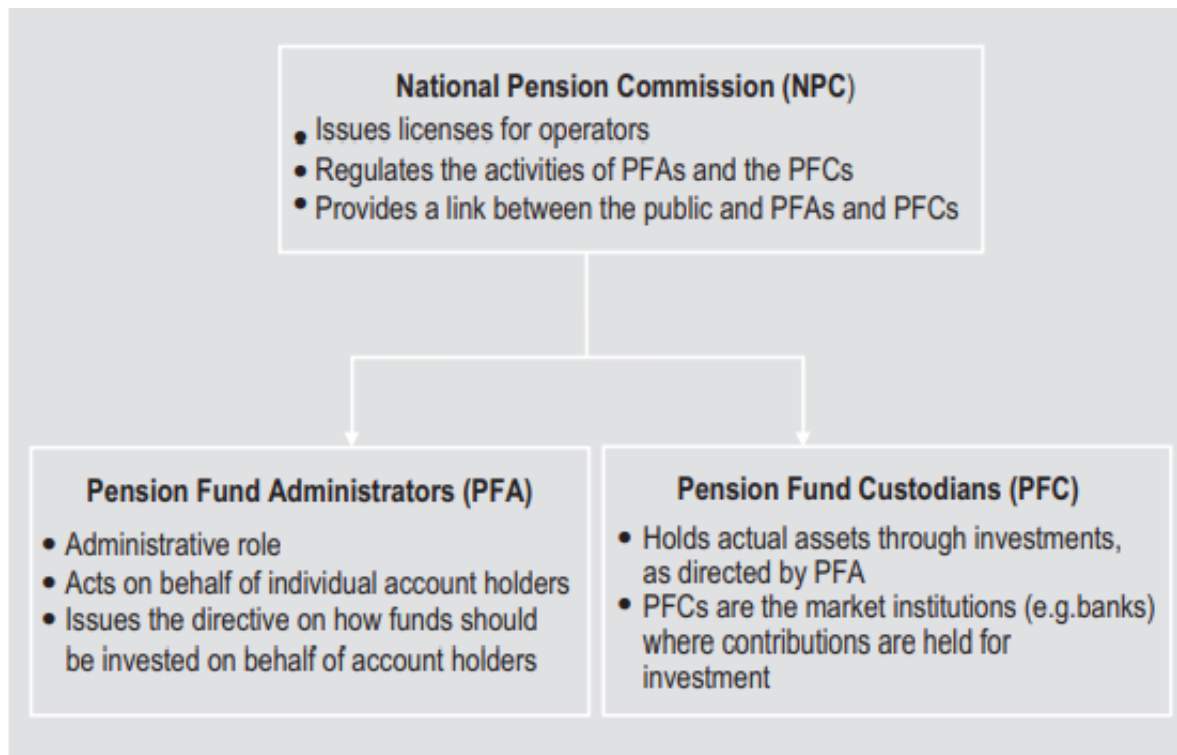 National Pension Commission (NPC)
• Issues licenses for operators
• Regulates the activities of PFAs and the PFCs
• Provides a link between the public and PFAs and PFCs
Pension Fund Administrators (PFA)
• Administrative role
• Acts on behalf of individual account holders
• Issues the directive on how funds should
be invested on behalf of account holders
Pension Fund Custodians (PFC)
• Holds actual assets through investments,
as directed by PFA
• PFCs are the market institutions (e.g.banks)
where contributions are held for
investment